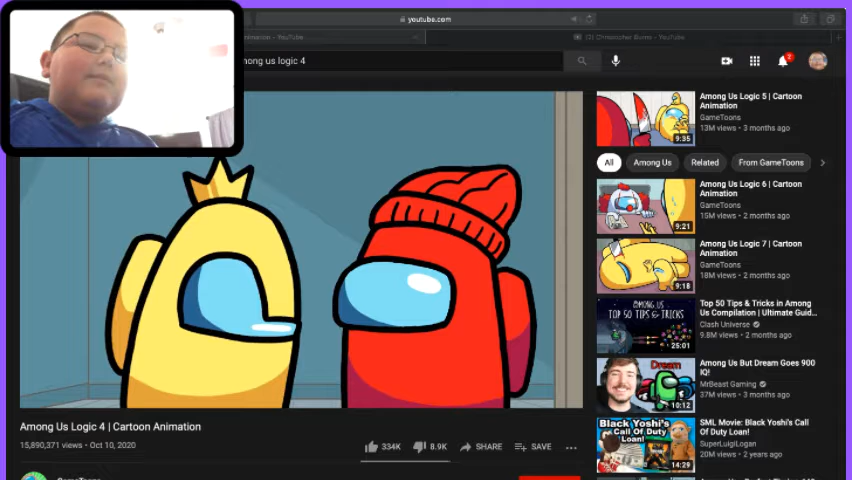 youtube.com
YouTube
mong us logic 4
2
Among Us Logic 5 | Cartoon
Animation
GameToons
13M views • 3 months ago
9:35
All
Among Us
Related
From GameToons
Among Us Logic 6 | Cartoon
Animation
GameToons
15M views • 2 months ago
9:21
Among Us Logic 7 | Cartoon
Animation
GameToons
18M views • 2 months ago
9:18
AMONG US
TOP 50 TIPS & TRICKS
25:01
Top 50 Tips & Tricks in Among
Us Compilation | Ultimate Guid...
Clash Universe
9.8M views • 2 months ago
Dream
10:12
Among Us But Dream Goes 900
IQ!
MrBeast Gaming
37M views • 3 months ago
Black Yoshi's
Call Of Duty
Loan!
14:29
SML Movie: Black Yoshi's Call
Of Duty Loan!
SuperLuigiLogan
20M views • 2 years ago
Among Us Logic 4 | Cartoon Animation
15,890,371 views • Oct 10, 2020
334K
8.9K
SHARE
SAVE